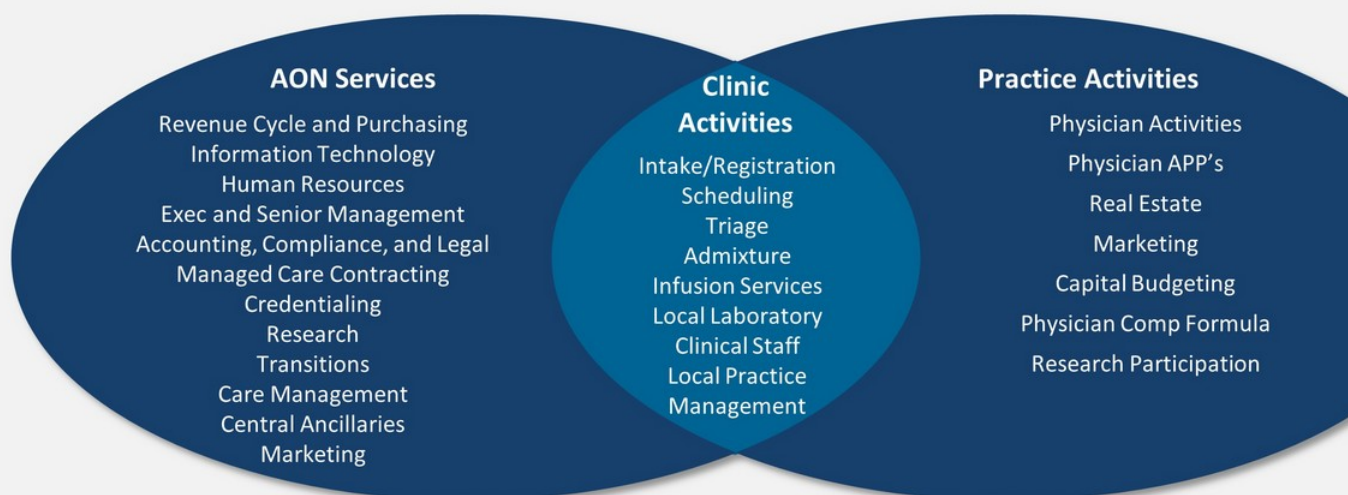 AON Services
Revenue Cycle and Purchasing
Information Technology
Human Resources
Exec and Senior Management
Accounting, Compliance, and Legal
Managed Care Contracting
Credentialing
Research
Transitions
Care Management
Central Ancillaries
Marketing
Clinic
Activities
Intake/Registration
Scheduling
Triage
Admixture
Infusion Services
Local Laboratory
Clinical Staff
Local Practice
Management
Practice Activities
Physician Activities
Physician APP's
Real Estate
Marketing
Capital Budgeting
Physician Comp Formula
Research Participation